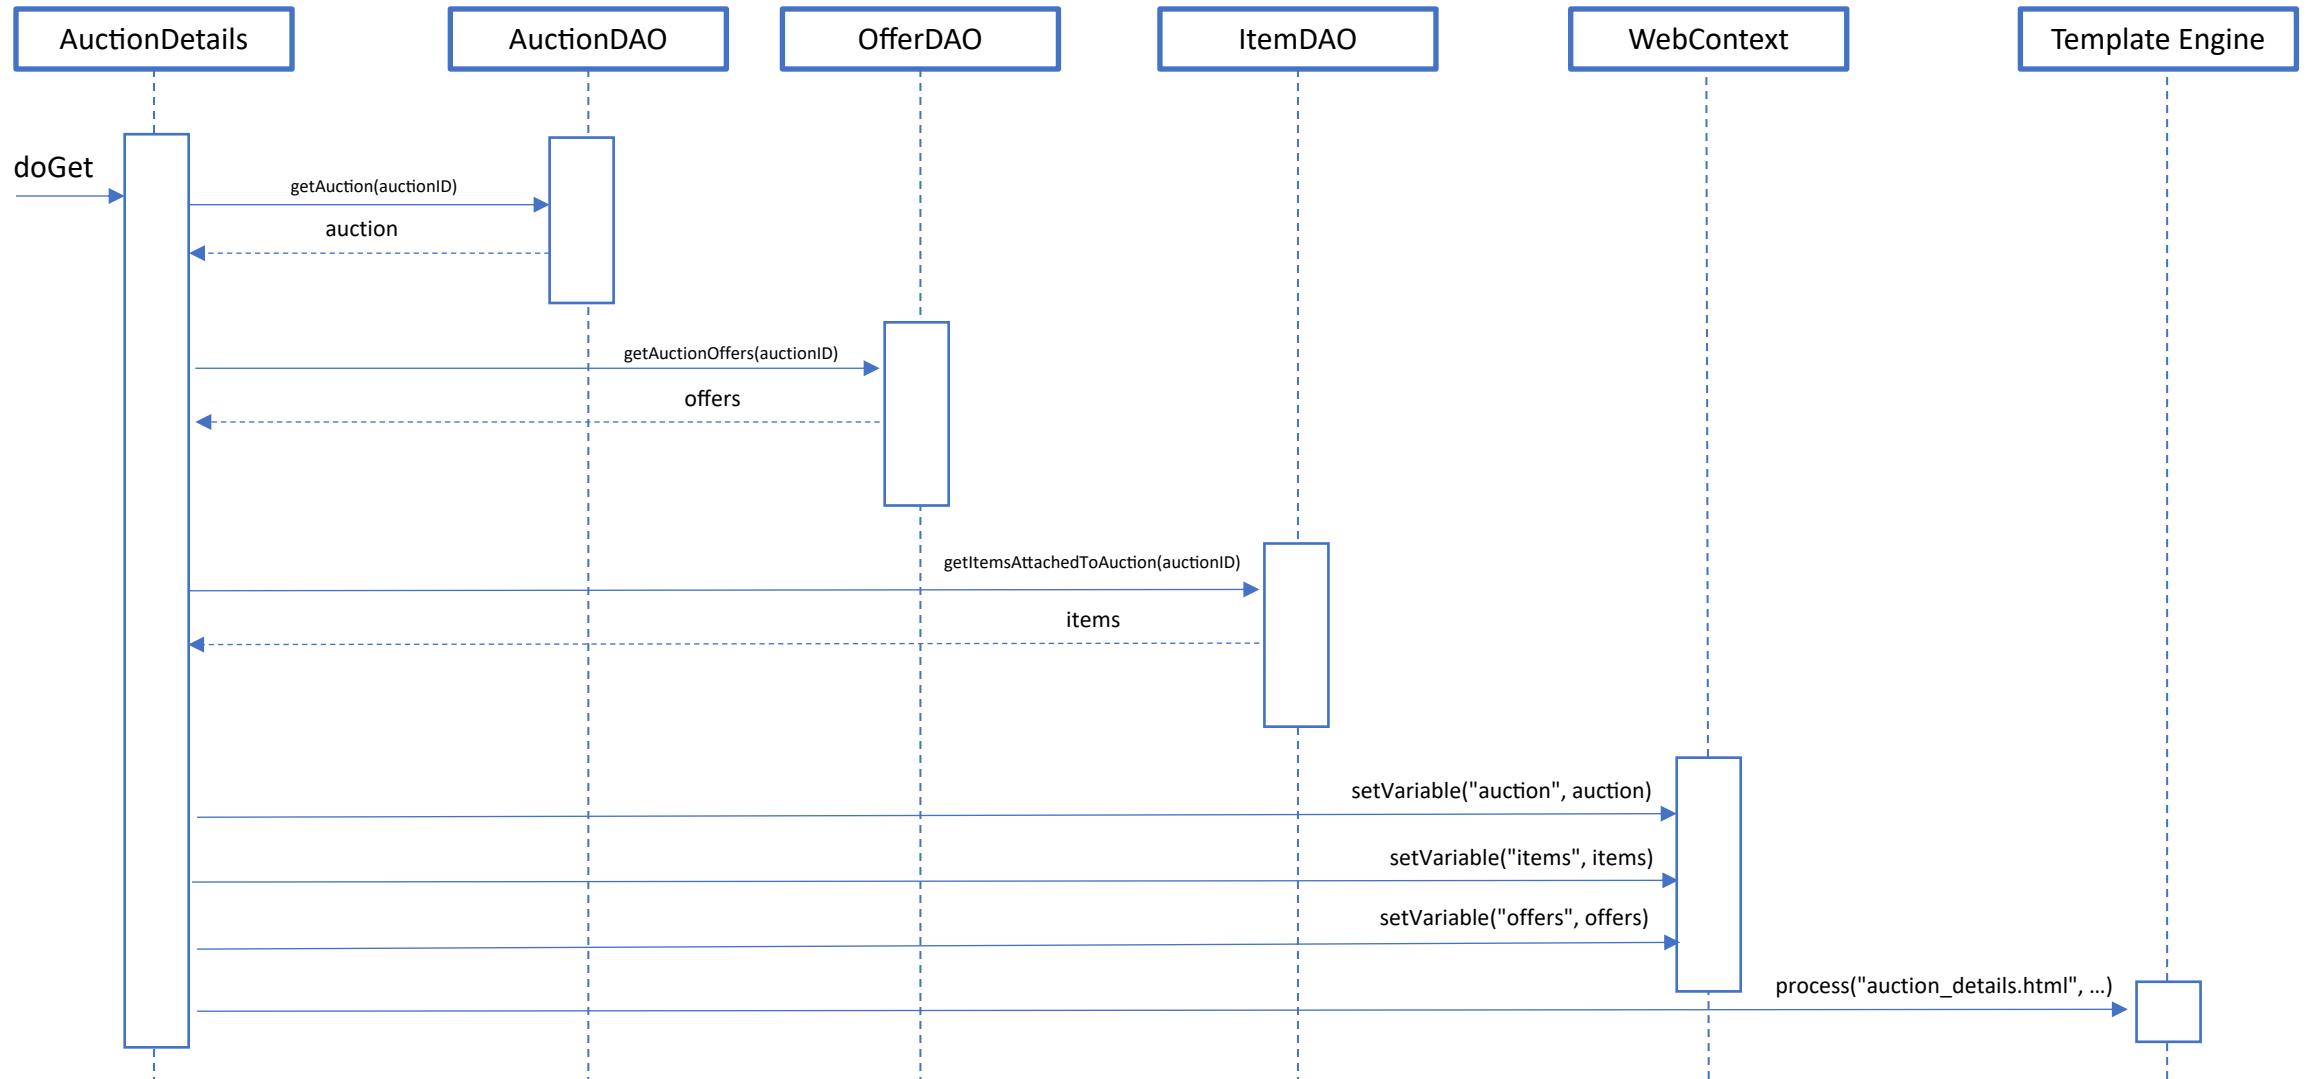 AuctionDetails
AuctionDAO
OfferDAO
ItemDAO
WebContext
Template Engine
doGet
getAuction(auctionID)
auction
getAuctionOffers(auctionID)
offers
getItemsAttachedToAuction(auctionID)
items
setVariable("auction", auction)
setVariable("items", items)
setVariable("offers", offers)
process("auction_details.html", …)